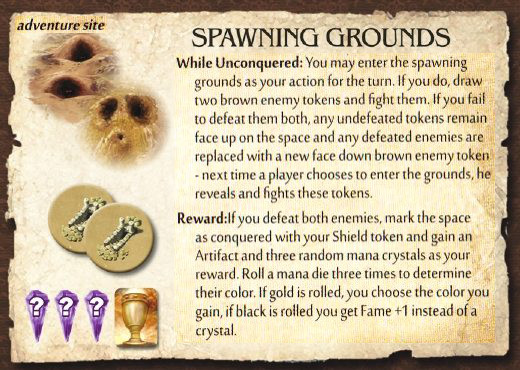 adventure site
SPAWNING GROUNDS
While Unconquered: You may enter the spawning
grounds as your action for the turn. If you do, draw
two brown enemy tokens and fight them. If you fail
to defeat them both, any undefeated tokens remain
face up on the space and any defeated enemies are
replaced with a new face down brown enemy token
- next time a player chooses to enter the grounds, he
reveals and fights these tokens.
Reward:If you defeat both enemies, mark the space
as conquered with your Shield token and gain an
Artifact and three random mana crystals as your
reward. Roll a mana die three times to determine
their color. If gold is rolled, you choose the color you
gain, if black is rolled you get Fame +1 instead of a
crystal.
? ? ?